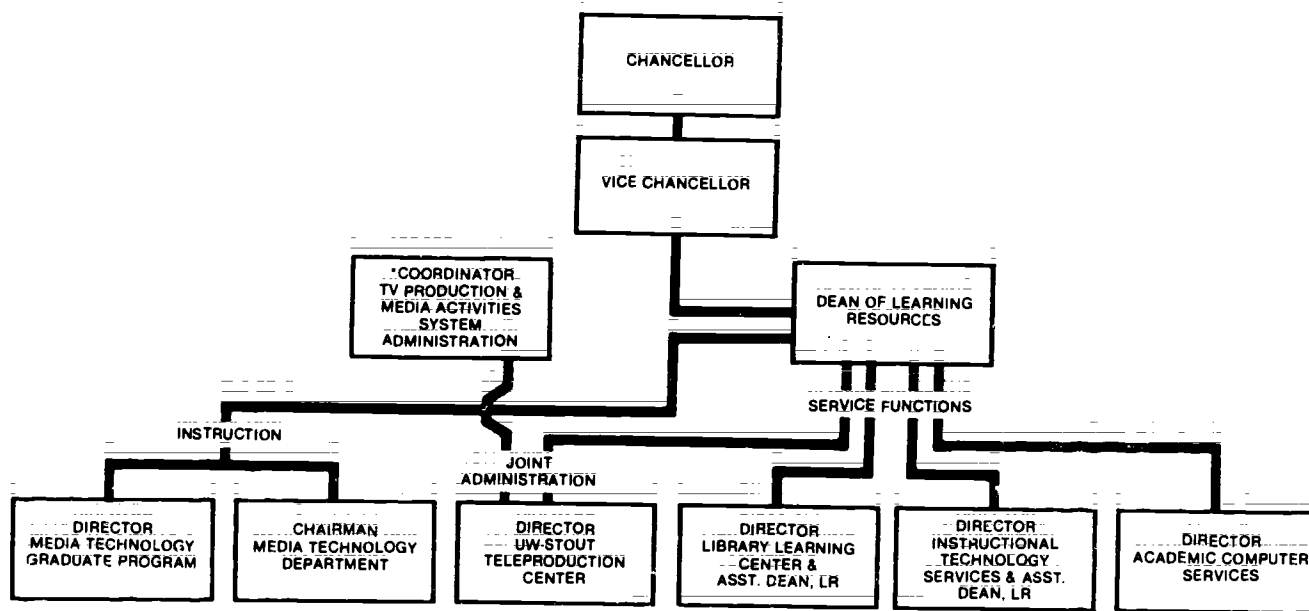 CHANCELLOR
VICE CHANCELLOR
*COORDINATOR
TV PRODUCTION &
MEDIA ACTIVITIES
SYSTEM
ADMINISTRATION
DEAN OF LEARNING
RESOURCES
SERVICE FUNCTIONS
INSTRUCTION
JOINT
ADMINISTRATION
DIRECTOR
MEDIA TECHNOLOGY
GRADUATE PROGRAM
CHAIRMAN
MEDIA TECHNOLOGY
DEPARTMENT
DIRECTOR
UW-STOUT
TELEPRODUCTION
CENTER
DIRECTOR
LIBRARY LEARNING
CENTER &
ASST. DEAN, LR
DIRECTOR
INSTRUCTIONAL
TECHNOLOGY
SERVICES & ASST.
DEAN, LR
DIRECTOR
ACADEMIC COMPUTER
SERVICES